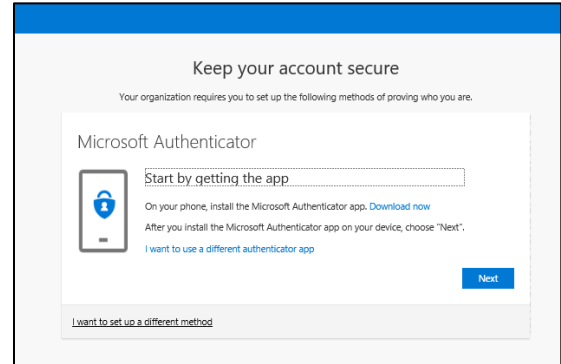 Keep your account secure
Your organization requires you to set up the following methods of proving who you are.
Microsoft Authenticator
Start by getting the app
On your phone, install the Microsoft Authenticator app. Download now
After you install the Microsoft Authenticator app on your device, choose "Next".
I want to use a different authenticator app
Next
I want to set up a different method